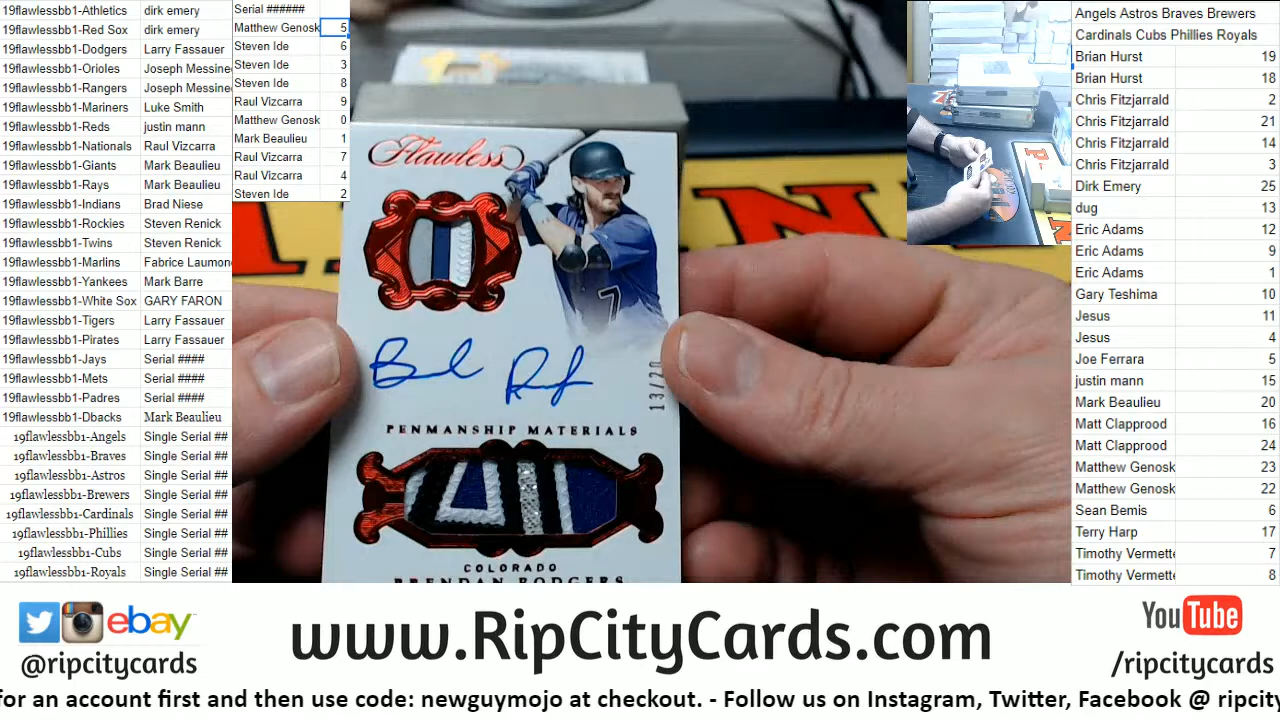 19flawlessbb1-Athletics dirk emery
19flawlessbb1-Red Sox dirk emery
19flawlessbb1-Dodgers Larry Fassauer
19flawlessbb1-Orioles Joseph Messine
19flawlessbb1-Rangers Joseph Messine
19flawlessbb1-Mariners Luke Smith
19flawlessbb1-Reds justin mann
19flawlessbb1-Nationals Raul Vizcarra
19flawlessbb1-Giants Mark Beaulieu
19flawlessbb1-Rays Mark Beaulieu
19flawlessbb1-Indians Brad Niese
19flawlessbb1-Rockies Steven Renick
19flawlessbb1-Twins Steven Renick
19flawlessbb1-Marlins Fabrice Laumon
19flawlessbb1-Yankees Mark Barre
19flawlessbb1-White Sox GARY FARON
19flawlessbb1-Tigers Larry Fassauer
19flawlessbb1-Pirates Larry Fassauer
19flawlessbb1-Jays Serial ####
19flawlessbb1-Mets Serial ####
19flawlessbb1-Padres Serial ####
19flawlessbb1-Dbacks Mark Beaulieu
19flawlessbb1-Angels Single Serial ##
19flawlessbb1-Braves Single Serial ##
19flawlessbb1-Astros Single Serial ##
19flawlessbb1-Brewers Single Serial ##
19flawlessbb1-Cardinals Single Serial ##
19flawlessbb1-Phillies Single Serial ##
19flawlessbb1-Cubs Single Serial ##
19flawlessbb1-Royals Single Serial ##
Serial ######
Matthew Genosk 5
Steven Ide 6
Steven Ide 3
Steven Ide 8
Raul Vizcarra 9
Matthew Genosk 0
Mark Beaulieu 1
Raul Vizcarra 7
Raul Vizcarra 4
Steven Ide 2
Flawless
7
13/20
PENMANSHIP MATERIALS
COLORADO
BRENDAN RODGERS
Angels Astros Braves Brewers
Cardinals Cubs Phillies Royals
Brian Hurst 19
Brian Hurst 18
Chris Fitzjarrald 2
Chris Fitzjarrald 21
Chris Fitzjarrald 14
Chris Fitzjarrald 3
Dirk Emery 25
dug 13
Eric Adams 12
Eric Adams 9
Eric Adams 1
Gary Teshima 10
Jesus 11
Jesus 4
Joe Ferrara 5
justin mann 15
Mark Beaulieu 20
Matt Clapprood 16
Matt Clapprood 24
Matthew Genosk 23
Matthew Genosk 22
Sean Bemis 6
Terry Harp 17
Timothy Vermette 7
Timothy Vermette 8
ebay
@ripcitycards
www.RipCityCards.com
YouTube
/ripcitycards
for an account first and then use code: newguymojo at checkout. - Follow us on Instagram, Twitter, Facebook @ ripcity